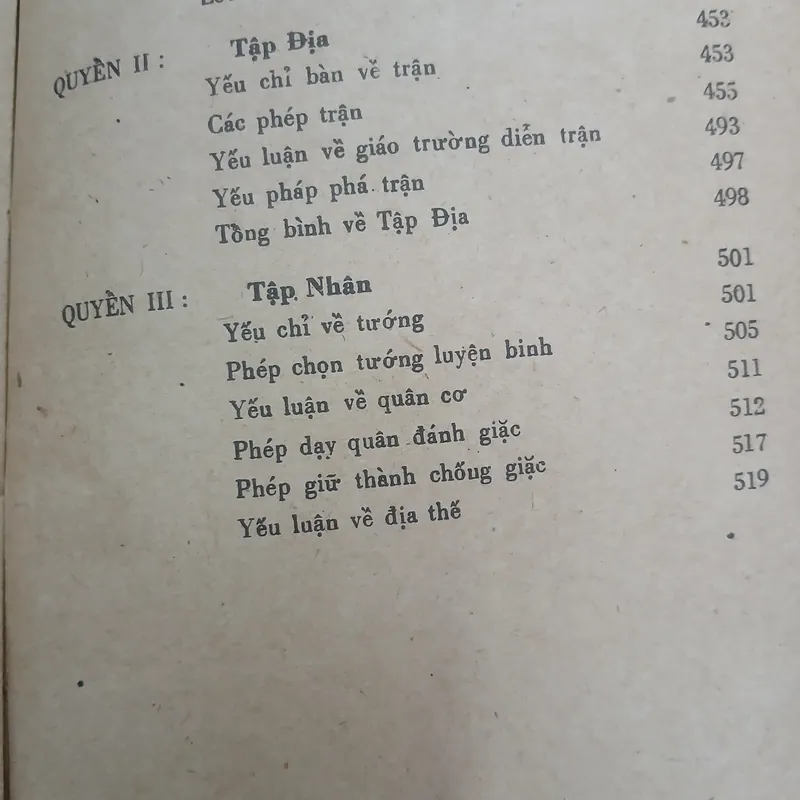 QUYỂN II : Tập Địa 453
Yếu chỉ bàn về trận 453
Các phép trận 455
Yếu luận về giáo trường diễn trận 493
Yếu pháp phá trận 497
Tổng bình về Tập Địa 498
QUYỂN III : Tập Nhân 501
Yếu chỉ về tướng 501
Phép chọn tướng luyện binh 505
Yếu luận về quân cơ 511
Phép dạy quân đánh giặc 512
Phép giữ thành chốug giặc 517
Yếu luận về địa thế 519